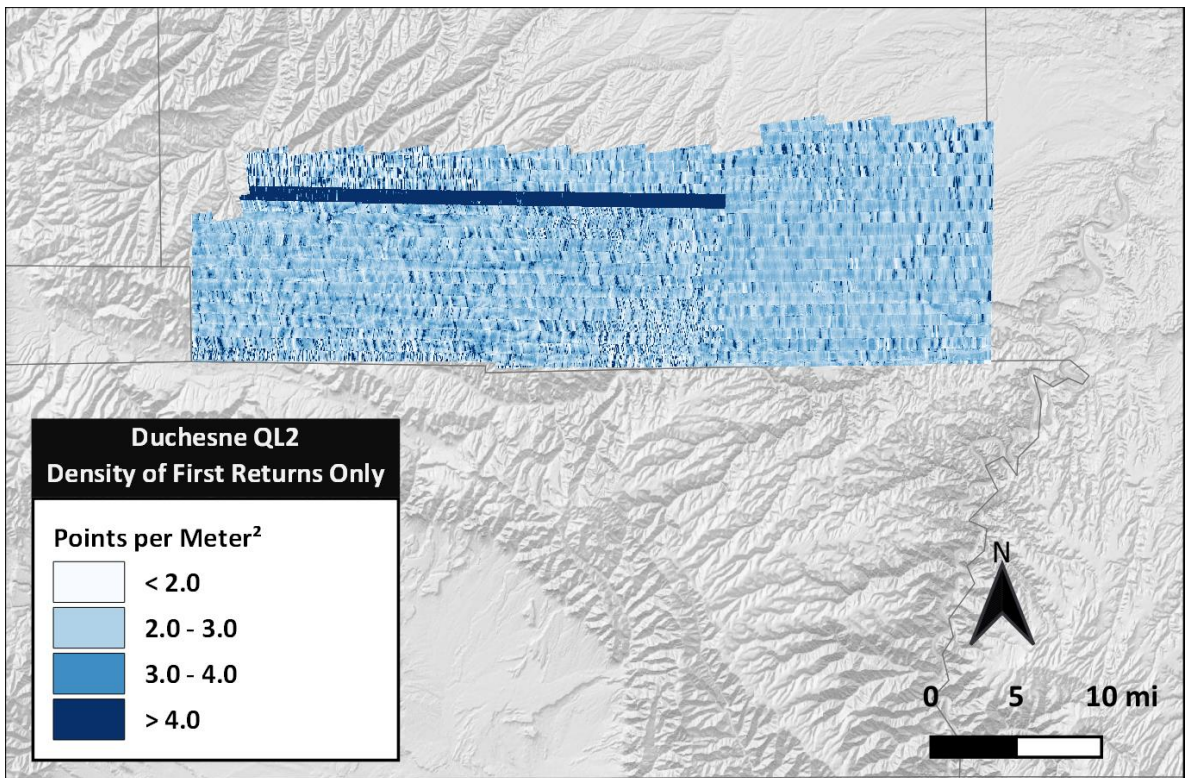 Duchesne QL2
Density of First Returns Only
Points per Meter²
< 2.0
2.0 - 3.0
3.0 - 4.0
> 4.0
N
0 5 10 mi